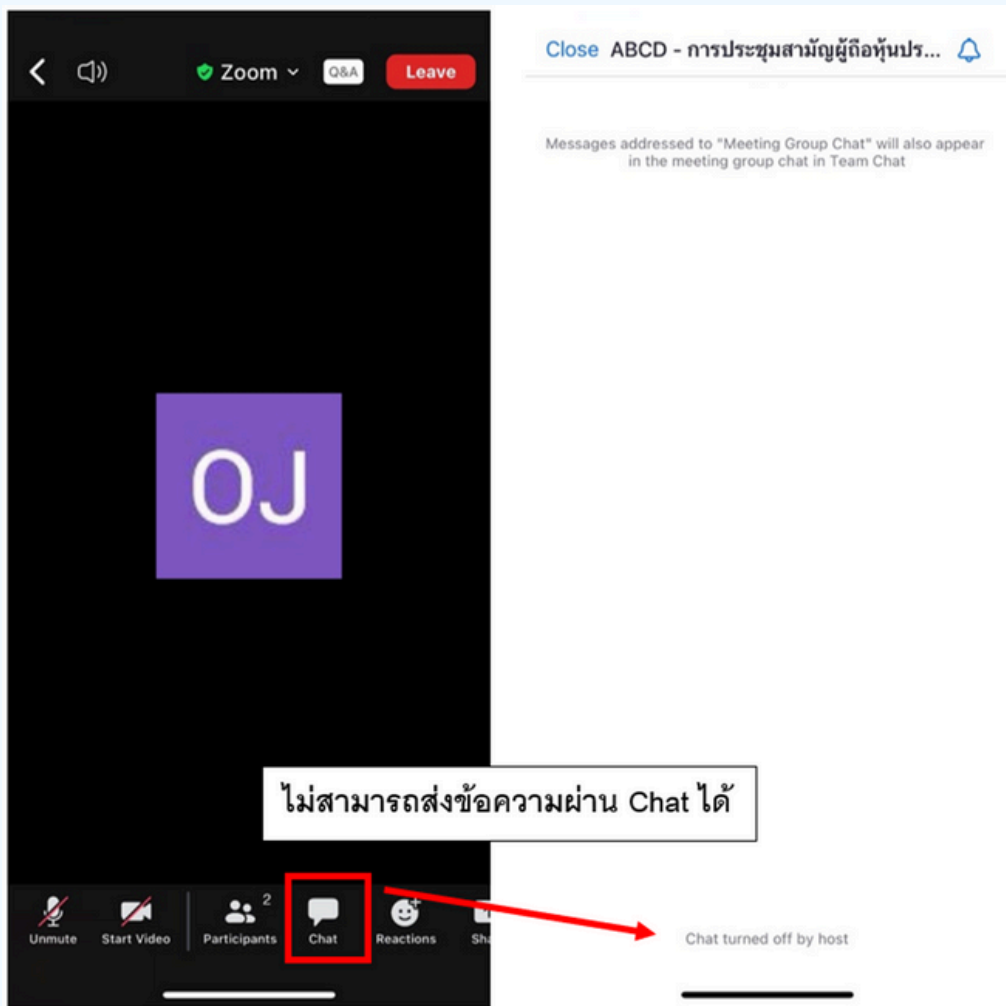 Zoom
Q&A
Leave
OJ
Unmute
Start Video
Participants
2
Chat
Reactions
Sha
Close ABCD - การประชุมสามัญผู้ถือหุ้นปร...
Messages addressed to "Meeting Group Chat" will also appear
in the meeting group chat in Team Chat
ไม่สามารถส่งข้อความผ่าน Chat ได้
Chat turned off by host